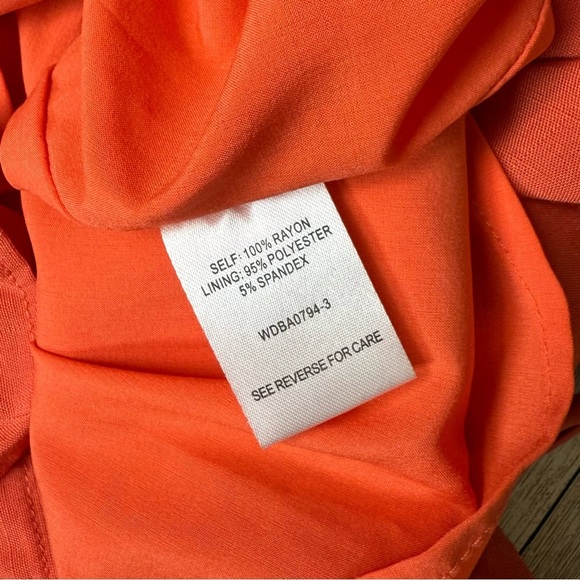 SELF: 100% RAYON
LINING: 95% POLYESTER
5% SPANDEX
WDBA0794-3
SEE REVERSE FOR CARE